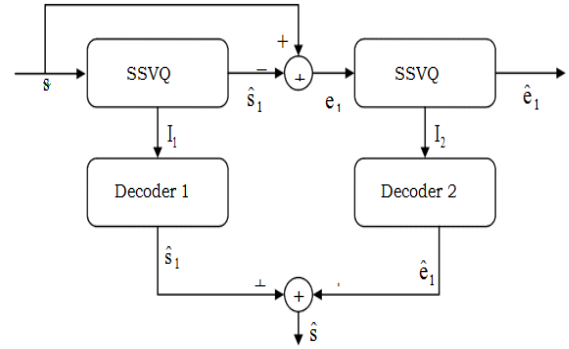 +
SSVQ
–
+
SSVQ
s
ŝ₁
e₁
ê₁
I₁
I₂
Decoder 1
Decoder 2
ŝ₁
ê₁
+
ŝ